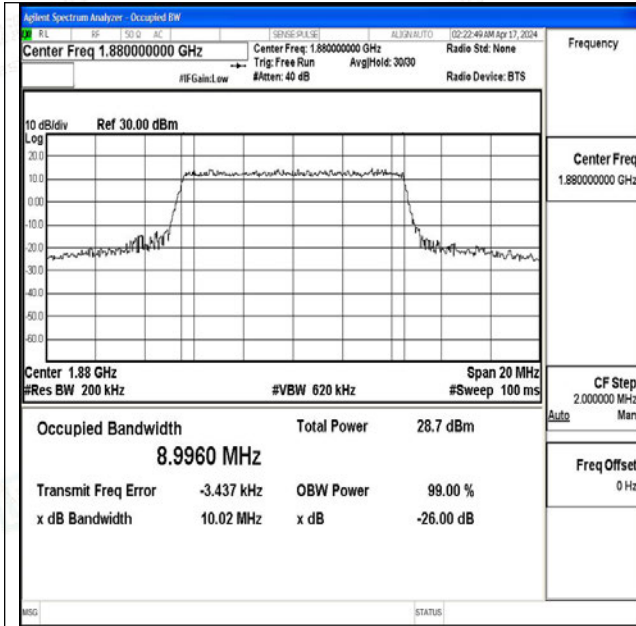 Agilent Spectrum Analyzer - Occupied BW
RL RF 50 Ω AC SENSE:PULSE ALIGNAUTO 02:22:49 AM Apr 17, 2024
Center Freq 1.880000000 GHz
Center Freq: 1.880000000 GHz
Radio Std: None
Trig: Free Run Avg|Hold: 30/30
#IFGain:Low #Atten: 40 dB Radio Device: BTS
10 dB/div Ref 30.00 dBm
Log
20.0
10.0
0.00
-10.0
-20.0
-30.0
-40.0
-50.0
-60.0
Center 1.88 GHz Span 20 MHz
#Res BW 200 kHz #VBW 620 kHz #Sweep 100 ms
Occupied Bandwidth Total Power 28.7 dBm
8.9960 MHz
Transmit Freq Error -3.437 kHz OBW Power 99.00 %
x dB Bandwidth 10.02 MHz x dB -26.00 dB
MSG STATUS
Frequency
Center Freq
1.880000000 GHz
CF Step
2.000000 MHz
Auto Man
Freq Offset
0 Hz